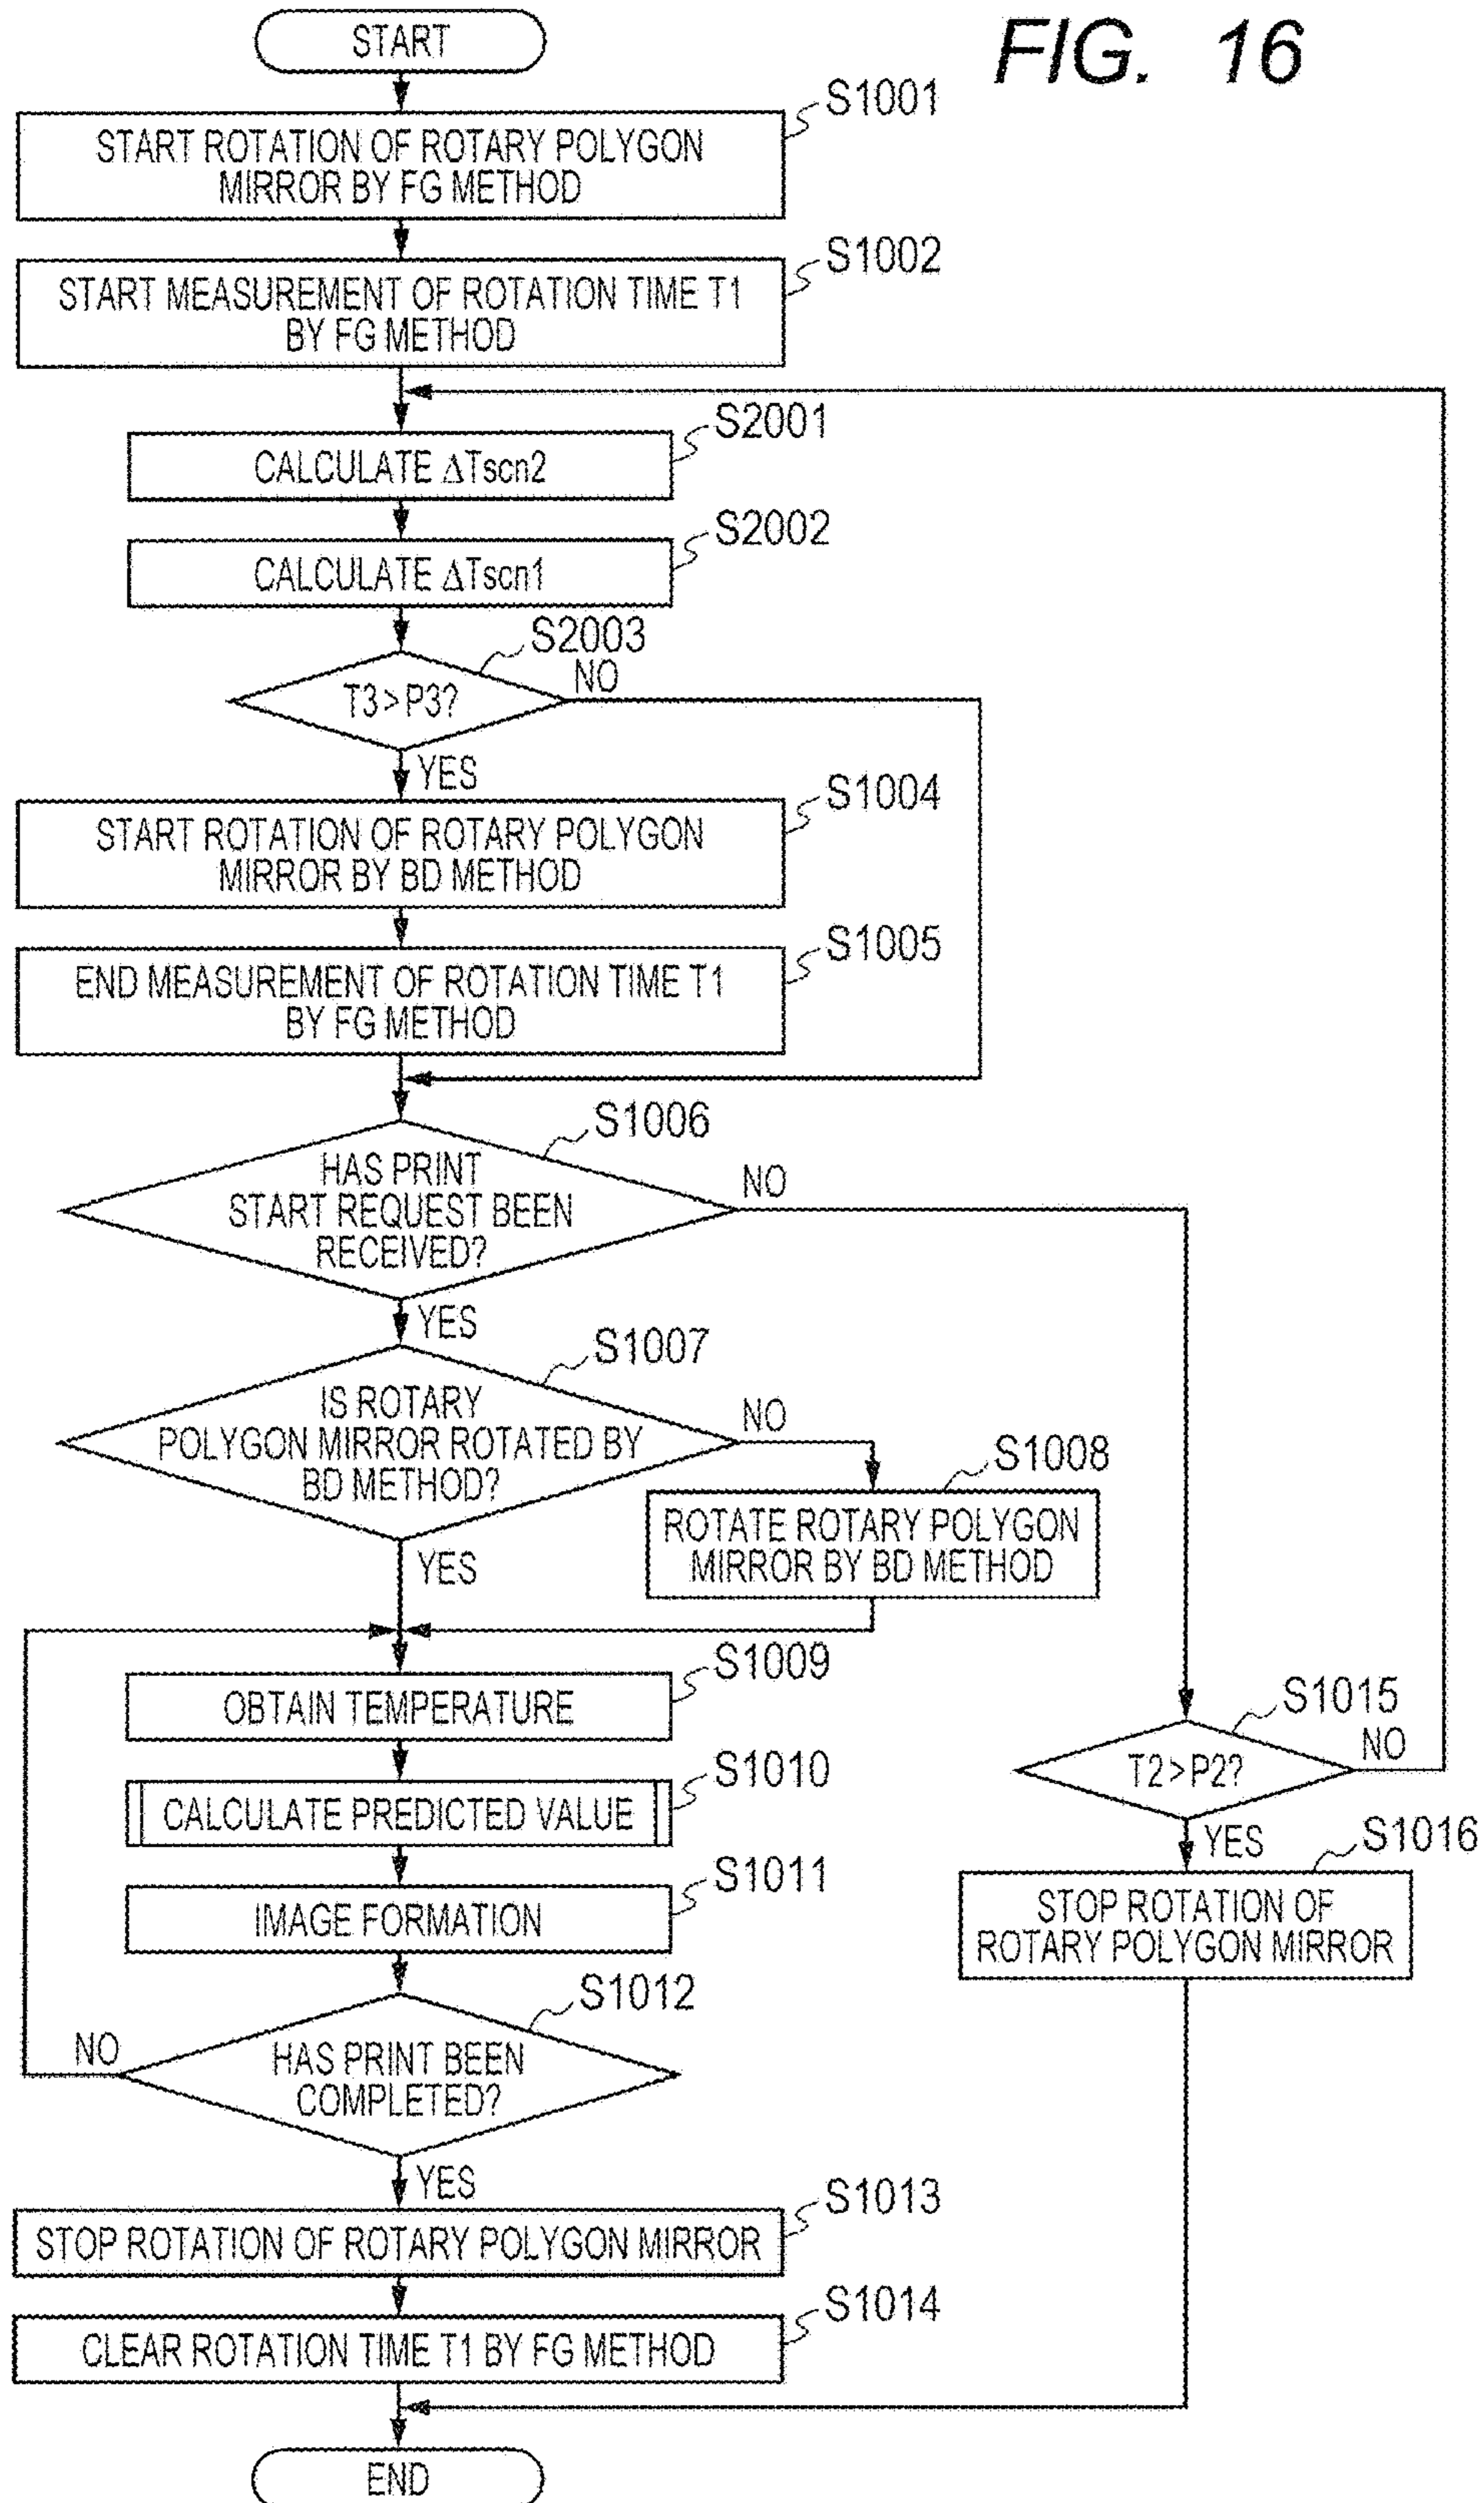 FIG. 16
START
S1001
START ROTATION OF ROTARY POLYGON
MIRROR BY FG METHOD
S1002
START MEASUREMENT OF ROTATION TIME T1
BY FG METHOD
S2001
CALCULATE ΔTscn2
S2002
CALCULATE ΔTscn1
S2003
T3>P3?
NO
YES
S1004
START ROTATION OF ROTARY POLYGON
MIRROR BY BD METHOD
S1005
END MEASUREMENT OF ROTATION TIME T1
BY FG METHOD
S1006
HAS PRINT
START REQUEST BEEN
RECEIVED?
NO
YES
S1007
IS ROTARY
POLYGON MIRROR ROTATED BY
BD METHOD?
NO
YES
S1008
ROTATE ROTARY POLYGON
MIRROR BY BD METHOD
S1009
OBTAIN TEMPERATURE
S1010
CALCULATE PREDICTED VALUE
S1011
IMAGE FORMATION
S1012
HAS PRINT BEEN
COMPLETED?
NO
YES
S1013
STOP ROTATION OF ROTARY POLYGON MIRROR
S1014
CLEAR ROTATION TIME T1 BY FG METHOD
S1015
T2>P2?
NO
YES
S1016
STOP ROTATION OF
ROTARY POLYGON MIRROR
END